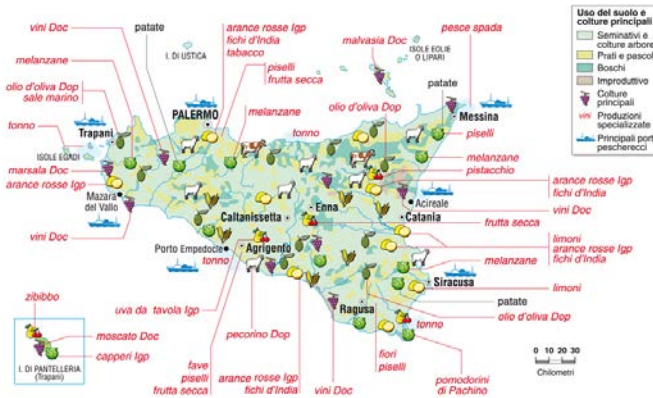 vini Doc
patate
arance rosse Igp
fichi d'India
tabacco
I. DI USTICA
piselli
frutta secca
melanzane
malvasia Doc
ISOLE EOLIE
O LIPARI
pesce spada
Uso del suolo e
colture principali
Seminativi e
colture arboree
Prati e pascoli
Boschi
Improduttivo
Colture
principali
vini
Produzioni
specializzate
Principali porti
pescherecci
olio d'oliva Dop
sale marino
PALERMO
melanzane
olio d'oliva Dop
patate
Messina
tonno
Trapani
tonno
piselli
ISOLE EGADI
melanzane
pistacchio
marsala Doc
arance rosse Igp
arance rosse Igp
fichi d'India
Mazara
del Vallo
Enna
Acireale
Caltanissetta
Catania
vini Doc
frutta secca
vini Doc
Porto Empedocle
Agrigento
limoni
arance rosse Igp
fichi d'India
tonno
melanzane
Siracusa
limoni
zibibbo
uva da tavola Igp
Ragusa
patate
moscato Doc
pecorino Dop
tonno
olio d'oliva Dop
capperi Igp
I. DI PANTELLERIA
(Trapani)
fave
piselli
frutta secca
arance rosse Igp
fichi d'India
vini Doc
fiori
piselli
pomodorini
di Pachino
0 10 20 30
Chilometri